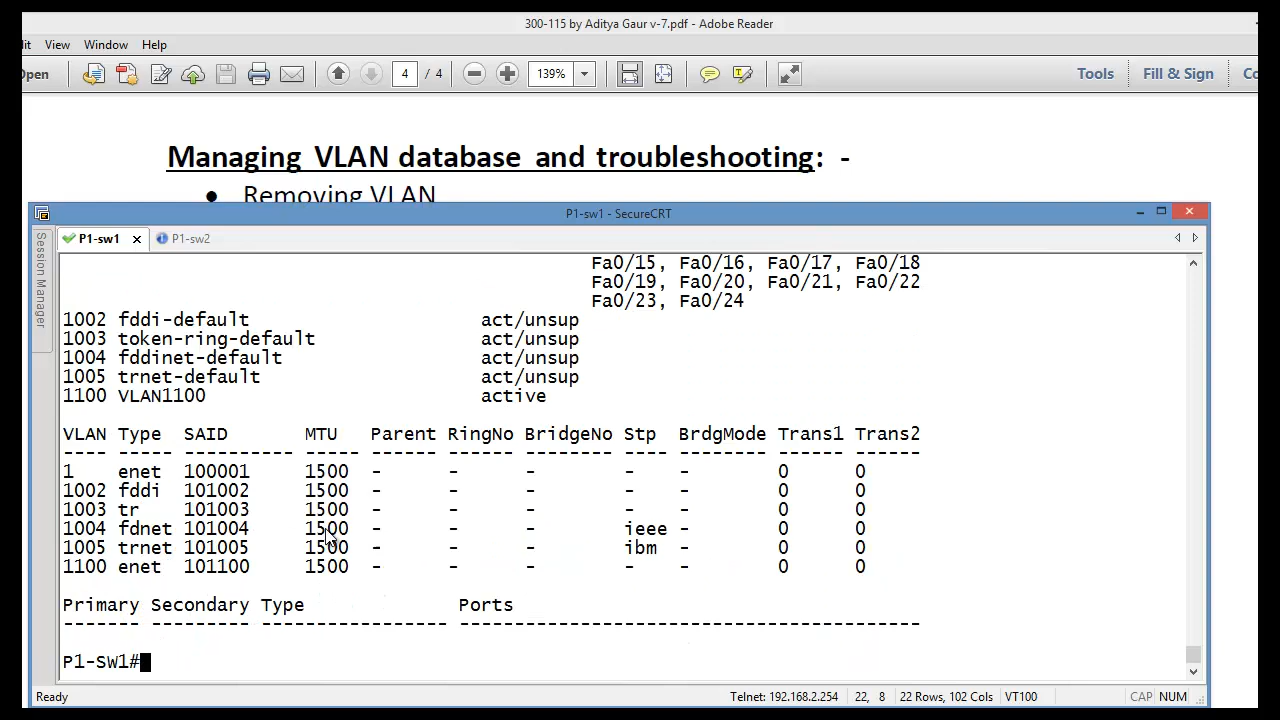 300-115 by Aditya Gaur v-7.pdf - Adobe Reader
it View Window Help
Open 4 / 4 139% Tools Fill & Sign Co
Managing VLAN database and troubleshooting: -
• Removing VLAN
P1-sw1 - SecureCRT
P1-sw1 P1-sw2
Session Manager
Fa0/15, Fa0/16, Fa0/17, Fa0/18
Fa0/19, Fa0/20, Fa0/21, Fa0/22
Fa0/23, Fa0/24
1002 fddi-default act/unsup
1003 token-ring-default act/unsup
1004 fddinet-default act/unsup
1005 trnet-default act/unsup
1100 VLAN1100 active
VLAN Type SAID MTU Parent RingNo BridgeNo Stp BrdgMode Trans1 Trans2
---- ----- ---------- ----- ------ ------ -------- ---- -------- ------ ------
1 enet 100001 1500 - - - - - 0 0
1002 fddi 101002 1500 - - - - - 0 0
1003 tr 101003 1500 - - - - - 0 0
1004 fdnet 101004 1500 - - - ieee - 0 0
1005 trnet 101005 1500 - - - ibm - 0 0
1100 enet 101100 1500 - - - - - 0 0
Primary Secondary Type Ports
------- --------- ----------------- ------------------------------------------
P1-SW1#
Ready Telnet: 192.168.2.254 22, 8 22 Rows, 102 Cols VT100 CAP NUM